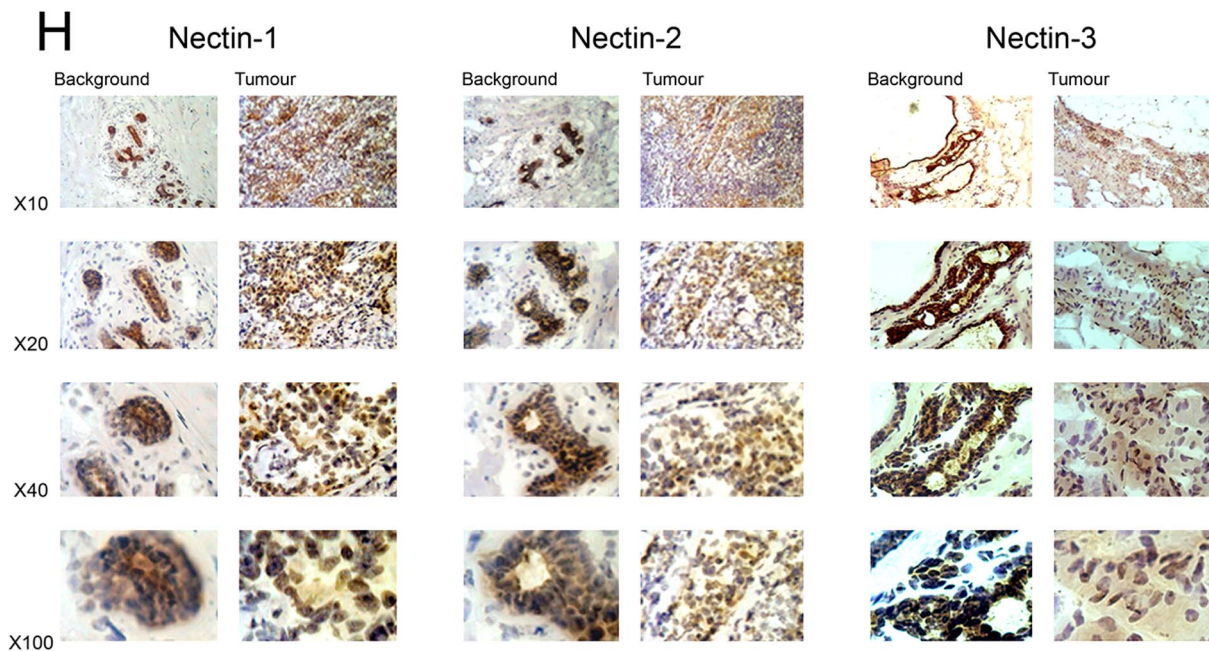 H
Nectin-1 Nectin-2 Nectin-3
Background Tumour Background Tumour Background Tumour
X10
X20
X40
X100